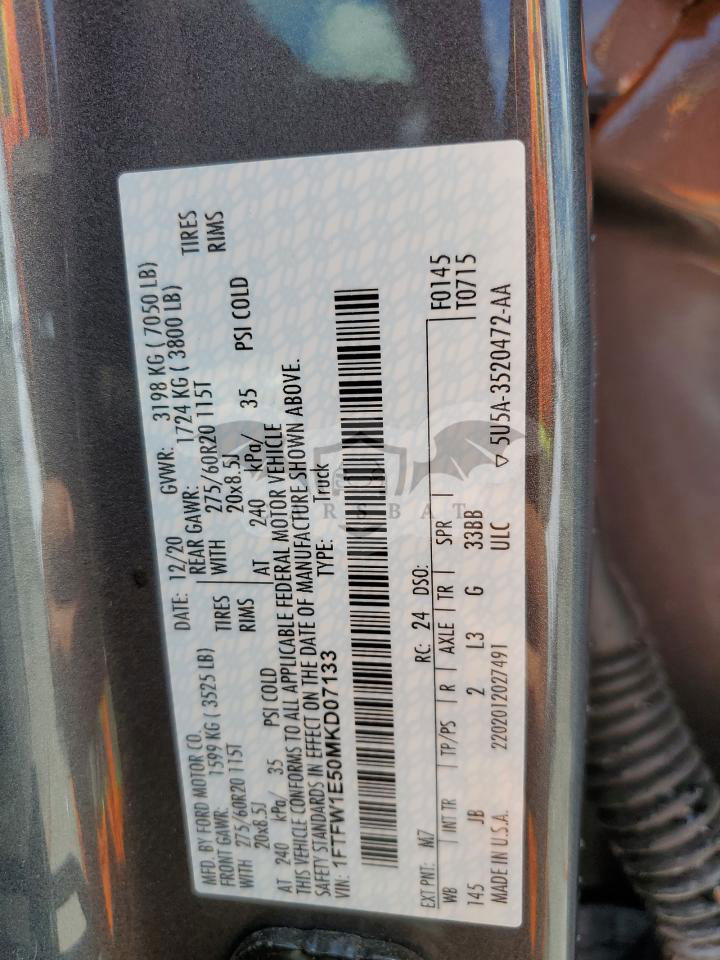 MFD. BY FORD MOTOR CO.
DATE: 12/20 GVWR: 3198 KG ( 7050 LB)
FRONT GAWR: 1599 KG ( 3525 LB) REAR GAWR: 1724 KG ( 3800 LB)
WITH 275/60R20 115T TIRES WITH 275/60R20 115T TIRES
20x8.5J RIMS 20x8.5J RIMS
AT 240 kPa/ 35 PSI COLD AT 240 kPa/ 35 PSI COLD
THIS VEHICLE CONFORMS TO ALL APPLICABLE FEDERAL MOTOR VEHICLE
SAFETY STANDARDS IN EFFECT ON THE DATE OF MANUFACTURE SHOWN ABOVE.
VIN: 1FTFW1E50MKD07133 TYPE: Truck
EXT PNT: M7 RC: 24 DSO: F0145
WB INT TR TP/PS R AXLE TR SPR T0715
145 JB 2 L3 G 33BB
MADE IN U.S.A. 2202012027491 ULC 5U5A-3520472-AA
RSBAT